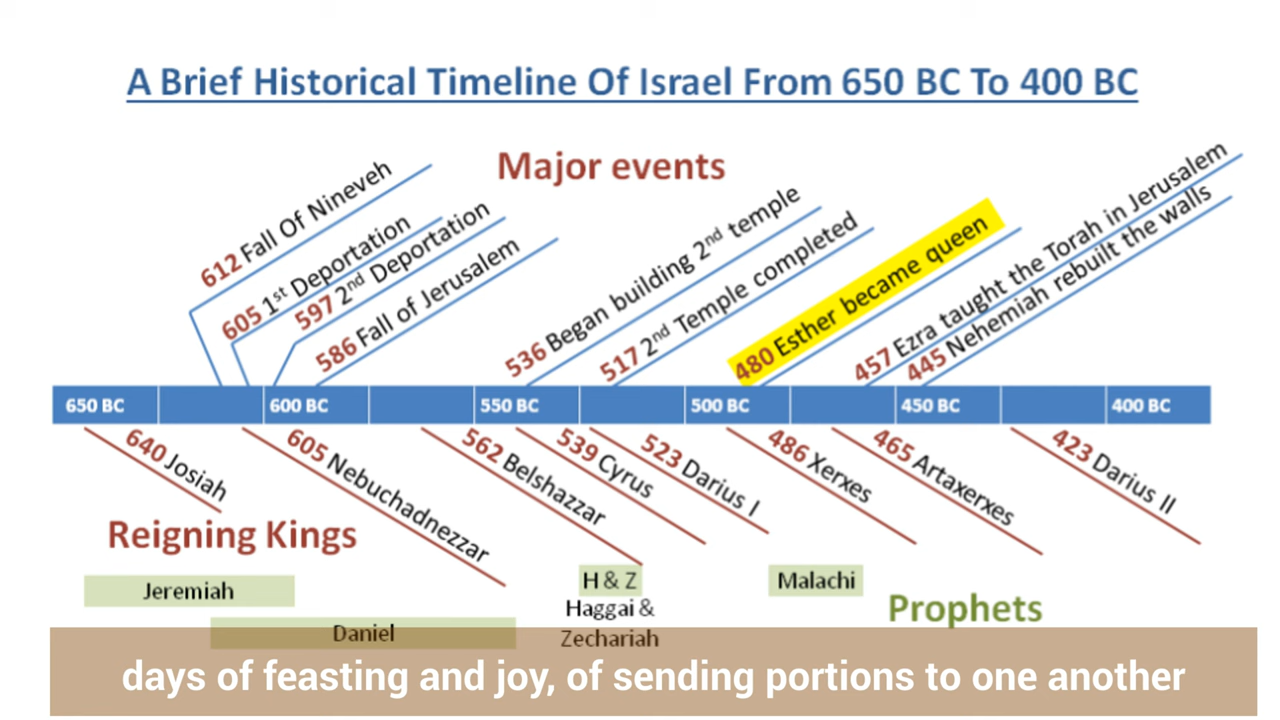 A Brief Historical Timeline Of Israel From 650 BC To 400 BC
Major events
612 Fall Of Nineveh
605 1st Deportation
597 2nd Deportation
586 Fall of Jerusalem
536 Began building 2nd temple
517 2nd Temple completed
480 Esther became queen
457 Ezra taught the Torah in Jerusalem
445 Nehemiah rebuilt the walls
650 BC
600 BC
550 BC
500 BC
450 BC
400 BC
640 Josiah
605 Nebuchadnezzar
562 Belshazzar
539 Cyrus
523 Darius I
486 Xerxes
465 Artaxerxes
423 Darius II
Reigning Kings
Jeremiah
Daniel
H & Z
Haggai &
Zechariah
Malachi
Prophets
days of feasting and joy, of sending portions to one another